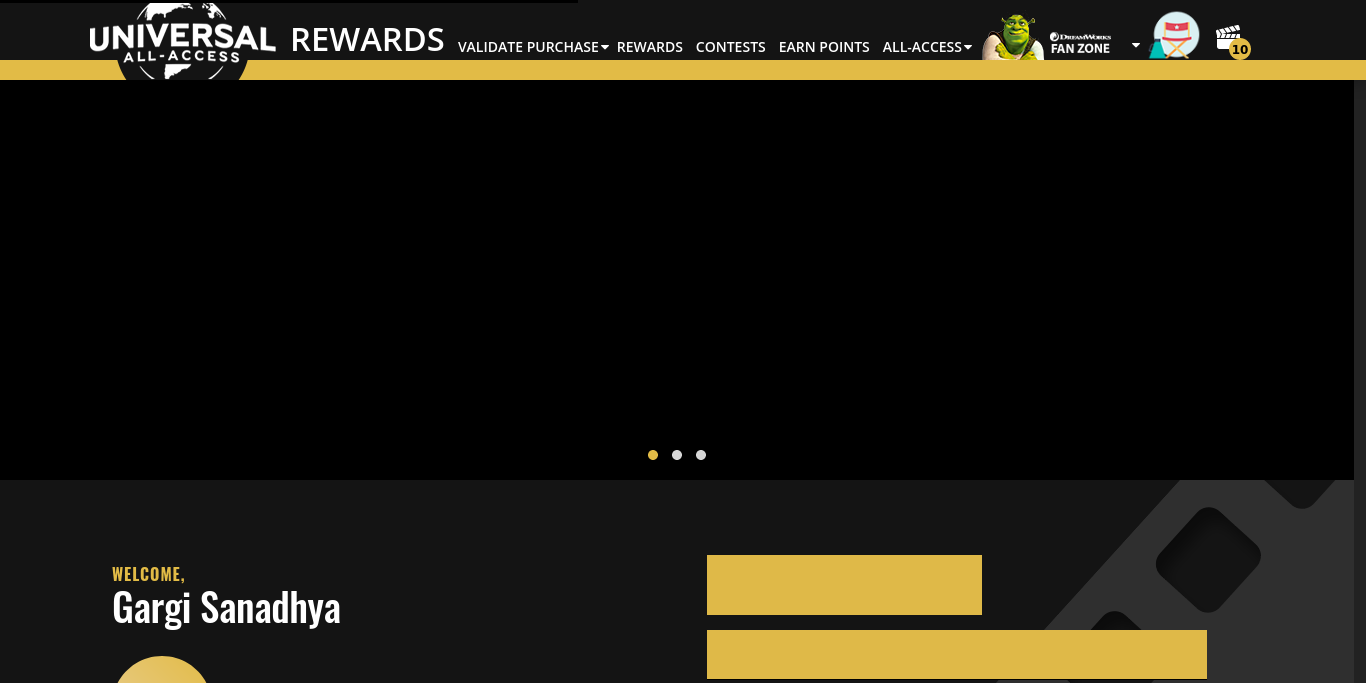 UNIVERSAL
ALL-ACCESS
REWARDS
VALIDATE PURCHASE
REWARDS
CONTESTS
EARN POINTS
ALL-ACCESS
DREAMWORKS
FAN ZONE
10
WELCOME,
Gargi Sanadhya